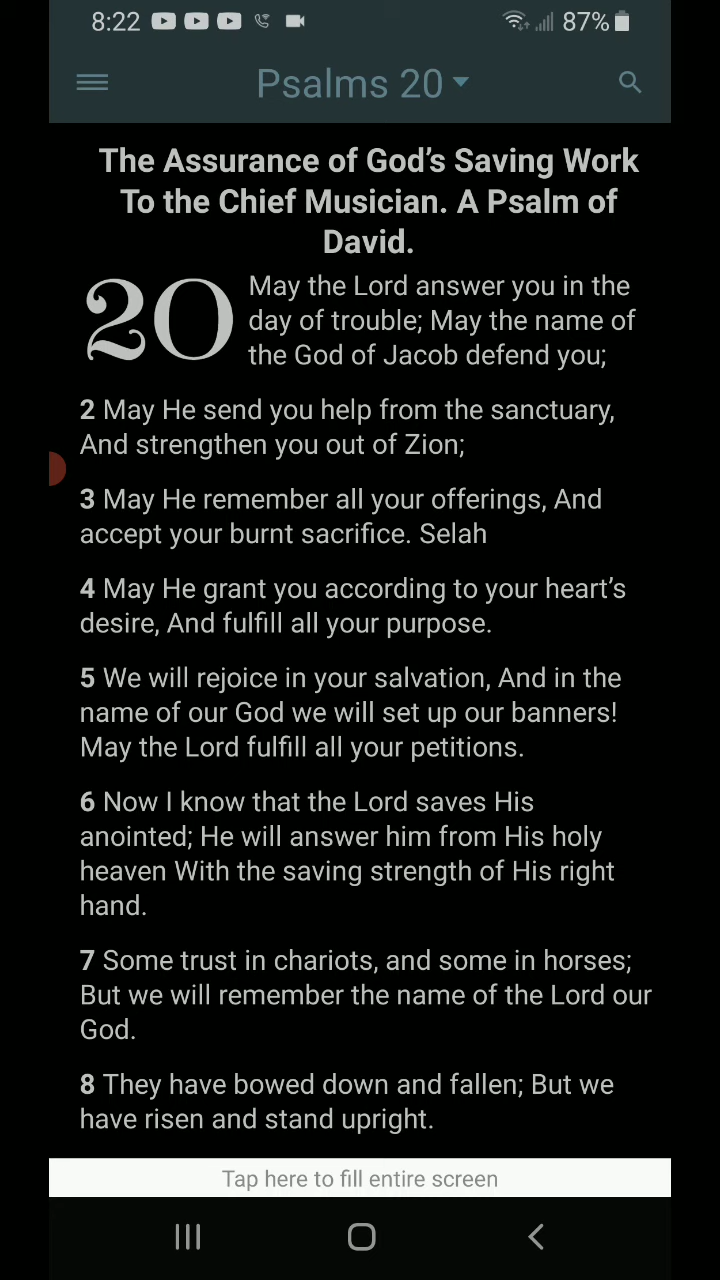 8:22 87%
Psalms 20
The Assurance of God's Saving Work
To the Chief Musician. A Psalm of
David.
20 May the Lord answer you in the
day of trouble; May the name of
the God of Jacob defend you;
2 May He send you help from the sanctuary,
And strengthen you out of Zion;
3 May He remember all your offerings, And
accept your burnt sacrifice. Selah
4 May He grant you according to your heart's
desire, And fulfill all your purpose.
5 We will rejoice in your salvation, And in the
name of our God we will set up our banners!
May the Lord fulfill all your petitions.
6 Now I know that the Lord saves His
anointed; He will answer him from His holy
heaven With the saving strength of His right
hand.
7 Some trust in chariots, and some in horses;
But we will remember the name of the Lord our
God.
8 They have bowed down and fallen; But we
have risen and stand upright.
Tap here to fill entire screen